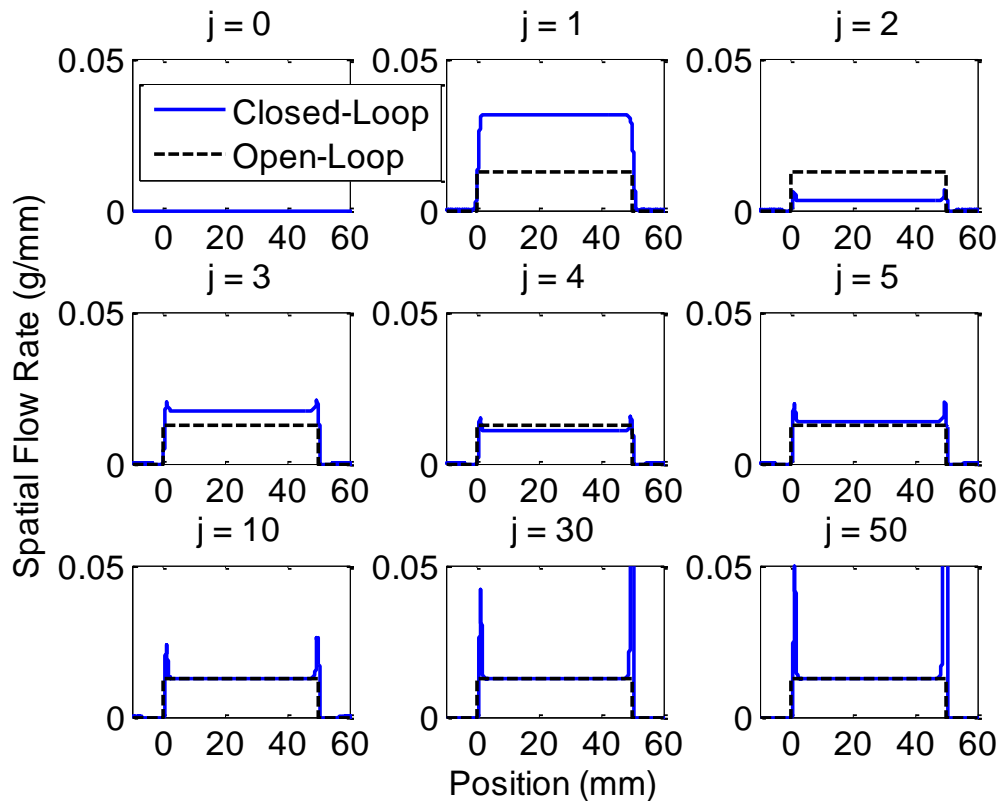 j = 0
j = 1
j = 2
0.05
0
0 20 40 60
Closed-Loop
Open-Loop
0.05
0
0 20 40 60
0.05
0
0 20 40 60
Spatial Flow Rate (g/mm)
j = 3
j = 4
j = 5
0.05
0
0 20 40 60
0.05
0
0 20 40 60
0.05
0
0 20 40 60
j = 10
j = 30
j = 50
0.05
0
0 20 40 60
0.05
0
0 20 40 60
0.05
0
0 20 40 60
Position (mm)